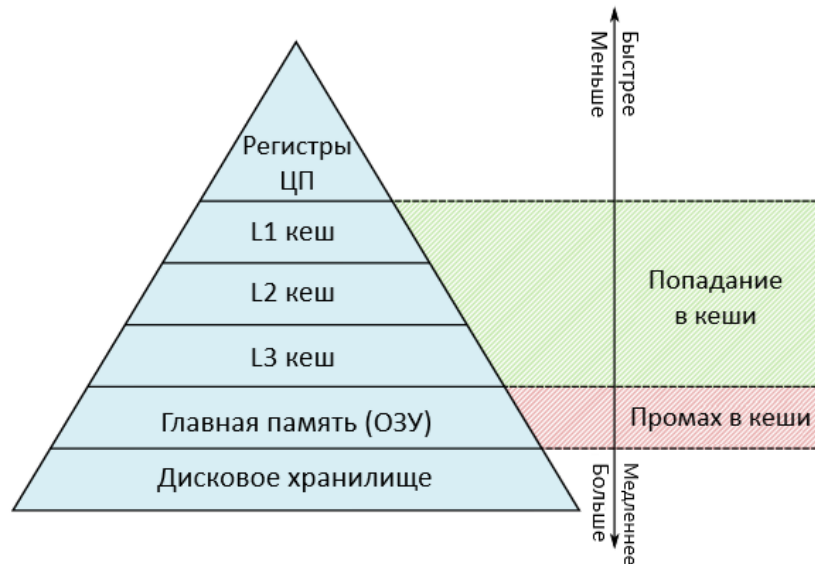 Регистры
ЦП
L1 кеш
L2 кеш
L3 кеш
Главная память (ОЗУ)
Дисковое хранилище
Быстрее
Меньше
Попадание
в кеши
Промах в кеши
Медленнее
Больше